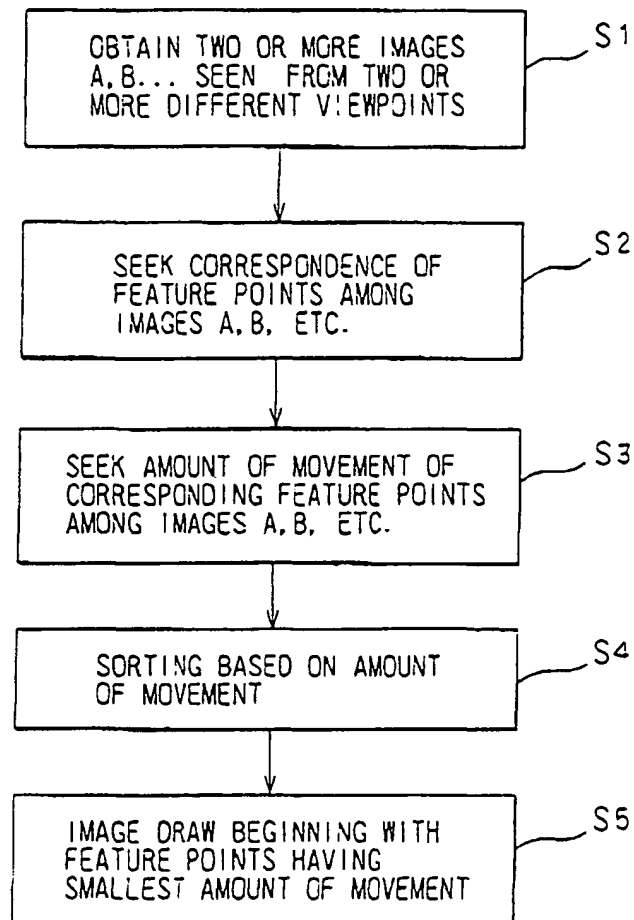 OBTAIN TWO OR MORE IMAGES
A,B... SEEN FROM TWO OR
MORE DIFFERENT VIEWPOINTS
S1
SEEK CORRESPONDENCE OF
FEATURE POINTS AMONG
IMAGES A,B, ETC.
S2
SEEK AMOUNT OF MOVEMENT OF
CORRESPONDING FEATURE POINTS
AMONG IMAGES A,B, ETC.
S3
SORTING BASED ON AMOUNT
OF MOVEMENT
S4
IMAGE DRAW BEGINNING WITH
FEATURE POINTS HAVING
SMALLEST AMOUNT OF MOVEMENT
S5